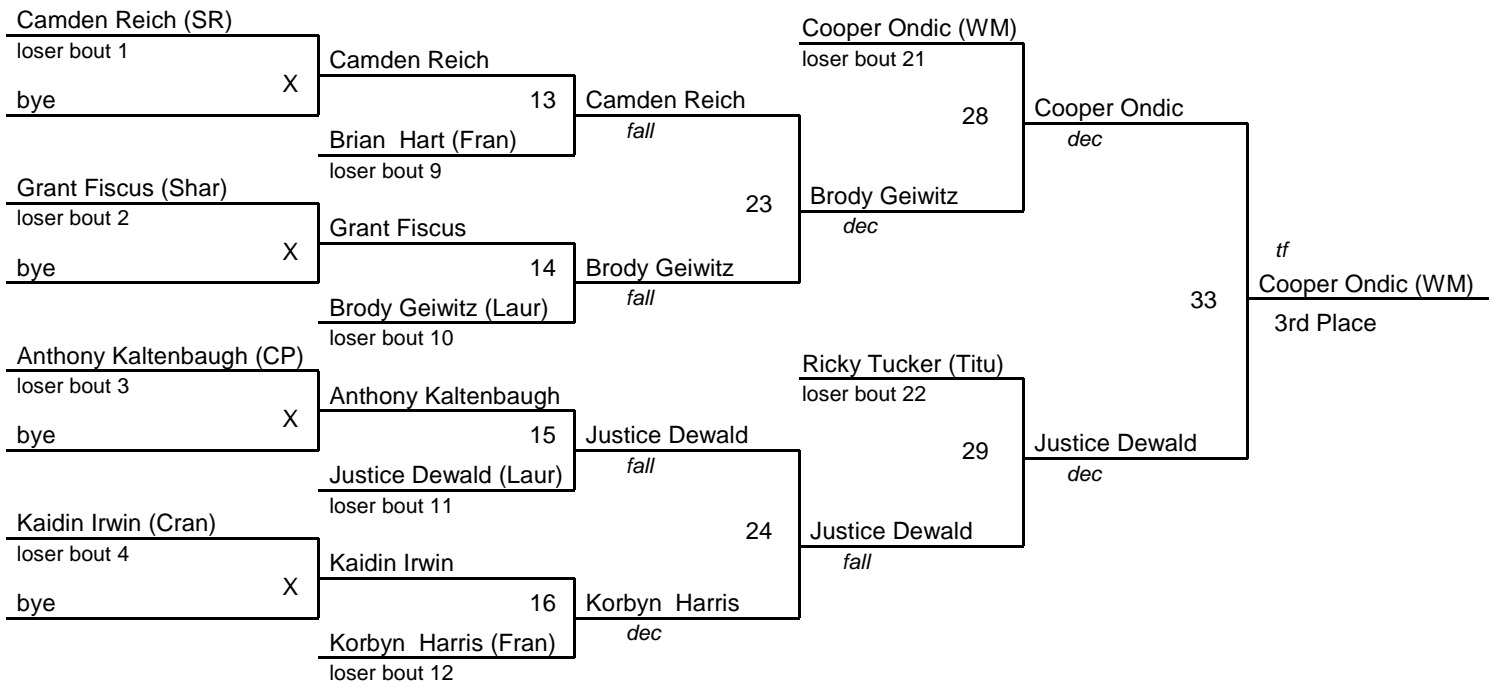 Camden Reich (SR)
loser bout 1
X
bye
Grant Fiscus (Shar)
loser bout 2
X
bye
Anthony Kaltenbaugh (CP)
loser bout 3
X
bye
Kaidin Irwin (Cran)
loser bout 4
X
bye
Camden Reich
13
Brian  Hart (Fran)
loser bout 9
Grant Fiscus
14
Brody Geiwitz (Laur)
loser bout 10
Anthony Kaltenbaugh
15
Justice Dewald (Laur)
loser bout 11
Kaidin Irwin
16
Korbyn  Harris (Fran)
loser bout 12
Camden Reich
fall
23
Brody Geiwitz
fall
Justice Dewald
fall
24
Korbyn  Harris
dec
Cooper Ondic (WM)
loser bout 21
28
Brody Geiwitz
dec
Ricky Tucker (Titu)
loser bout 22
29
Justice Dewald
fall
Cooper Ondic
dec
33
Justice Dewald
dec
tf
Cooper Ondic (WM)
3rd Place